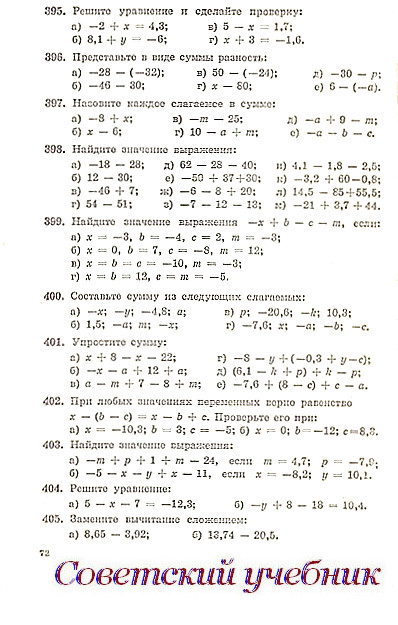 395. Решите уравнение и сделайте проверку:
а) −2 + x = 4,3; в) 5 − x = 1,7;
б) 8,1 + y = −6; г) x + 3 = −1,6.
396. Представьте в виде суммы разность:
а) −28 − (−32); в) 50 − (−24); д) −30 − p;
б) −46 − 30; г) x − 80; е) 6 − (−a).
397. Назовите каждое слагаемое в сумме:
а) −8 + x; в) −m − 25; д) −a + 9 − m;
б) x − 6; г) 10 − a + m; е) −a − b − c.
398. Найдите значение выражения:
а) −18 − 28; д) 62 − 28 − 40; и) 4,1 − 1,8 − 2,5;
б) 12 − 30; е) −50 + 37+30; к) −3,2 + 60−0,8;
в) −46 + 7; ж) −6 − 8 + 20; л) 14,5 − 85+55,5;
г) 54 − 51; з) −7 − 12 − 13; м) −21 + 3,7 + 44.
399. Найдите значение выражения −x + b − c − m, если:
а) x = −3, b = −4, c = 2, m = −3;
б) x = 0, b = 7, c = −8, m = 12;
в) x = b = c = −10, m = −3;
г) x = b = 12, c = m = −5.
400. Составьте сумму из следующих слагаемых:
а) −x; −y; −4,8; a; в) p; −20,6; −k; 10,3;
б) 1,5; −a; m; −x; г) −7,6; x; −a; −b; −c.
401. Упростите сумму:
а) x + 8 − x − 22; г) −8 − y +(−0,3 + y−c);
б) −x − a + 12 + a; д) (6,1 − k + p) + k − p;
в) a − m + 7 − 8 + m; е) −7,6 + (8 − c) + c − a.
402. При любых значениях переменных верно равенство
x − (b − c) = x − b + c. Проверьте его при:
а) x = −10,3; b = 3; c = −5; б) x = 0; b=−12; c=8,3.
403. Найдите значение выражения:
а) −m + p + 1 + m − 24, если m = 4,7; p = −7,9;
б) −5 − x − y + x − 11, если x = −8,2; y = 10,1.
404. Решите уравнение:
а) 5 − x − 7 = −12,3; б) −y + 8 − 18 = 10,4.
405. Замените вычитание сложением:
а) 8,65 − 3,92; б) 13,74 − 20,5.
72
Советский учебник